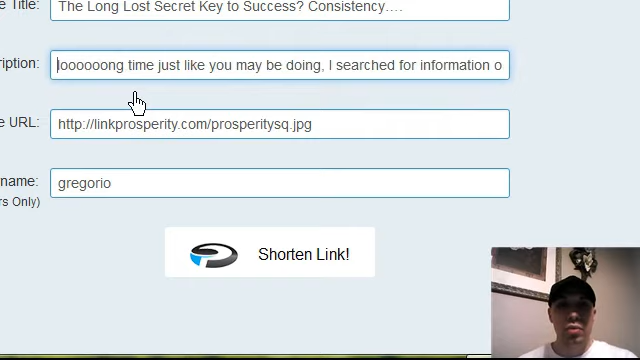 e Title: The Long Lost Secret Key to Success? Consistency....
ription: loooooong time just like you may be doing, I searched for information o
e URL: http://linkprosperity.com/prosperitysq.jpg
name: gregorio
rs Only)
Shorten Link!